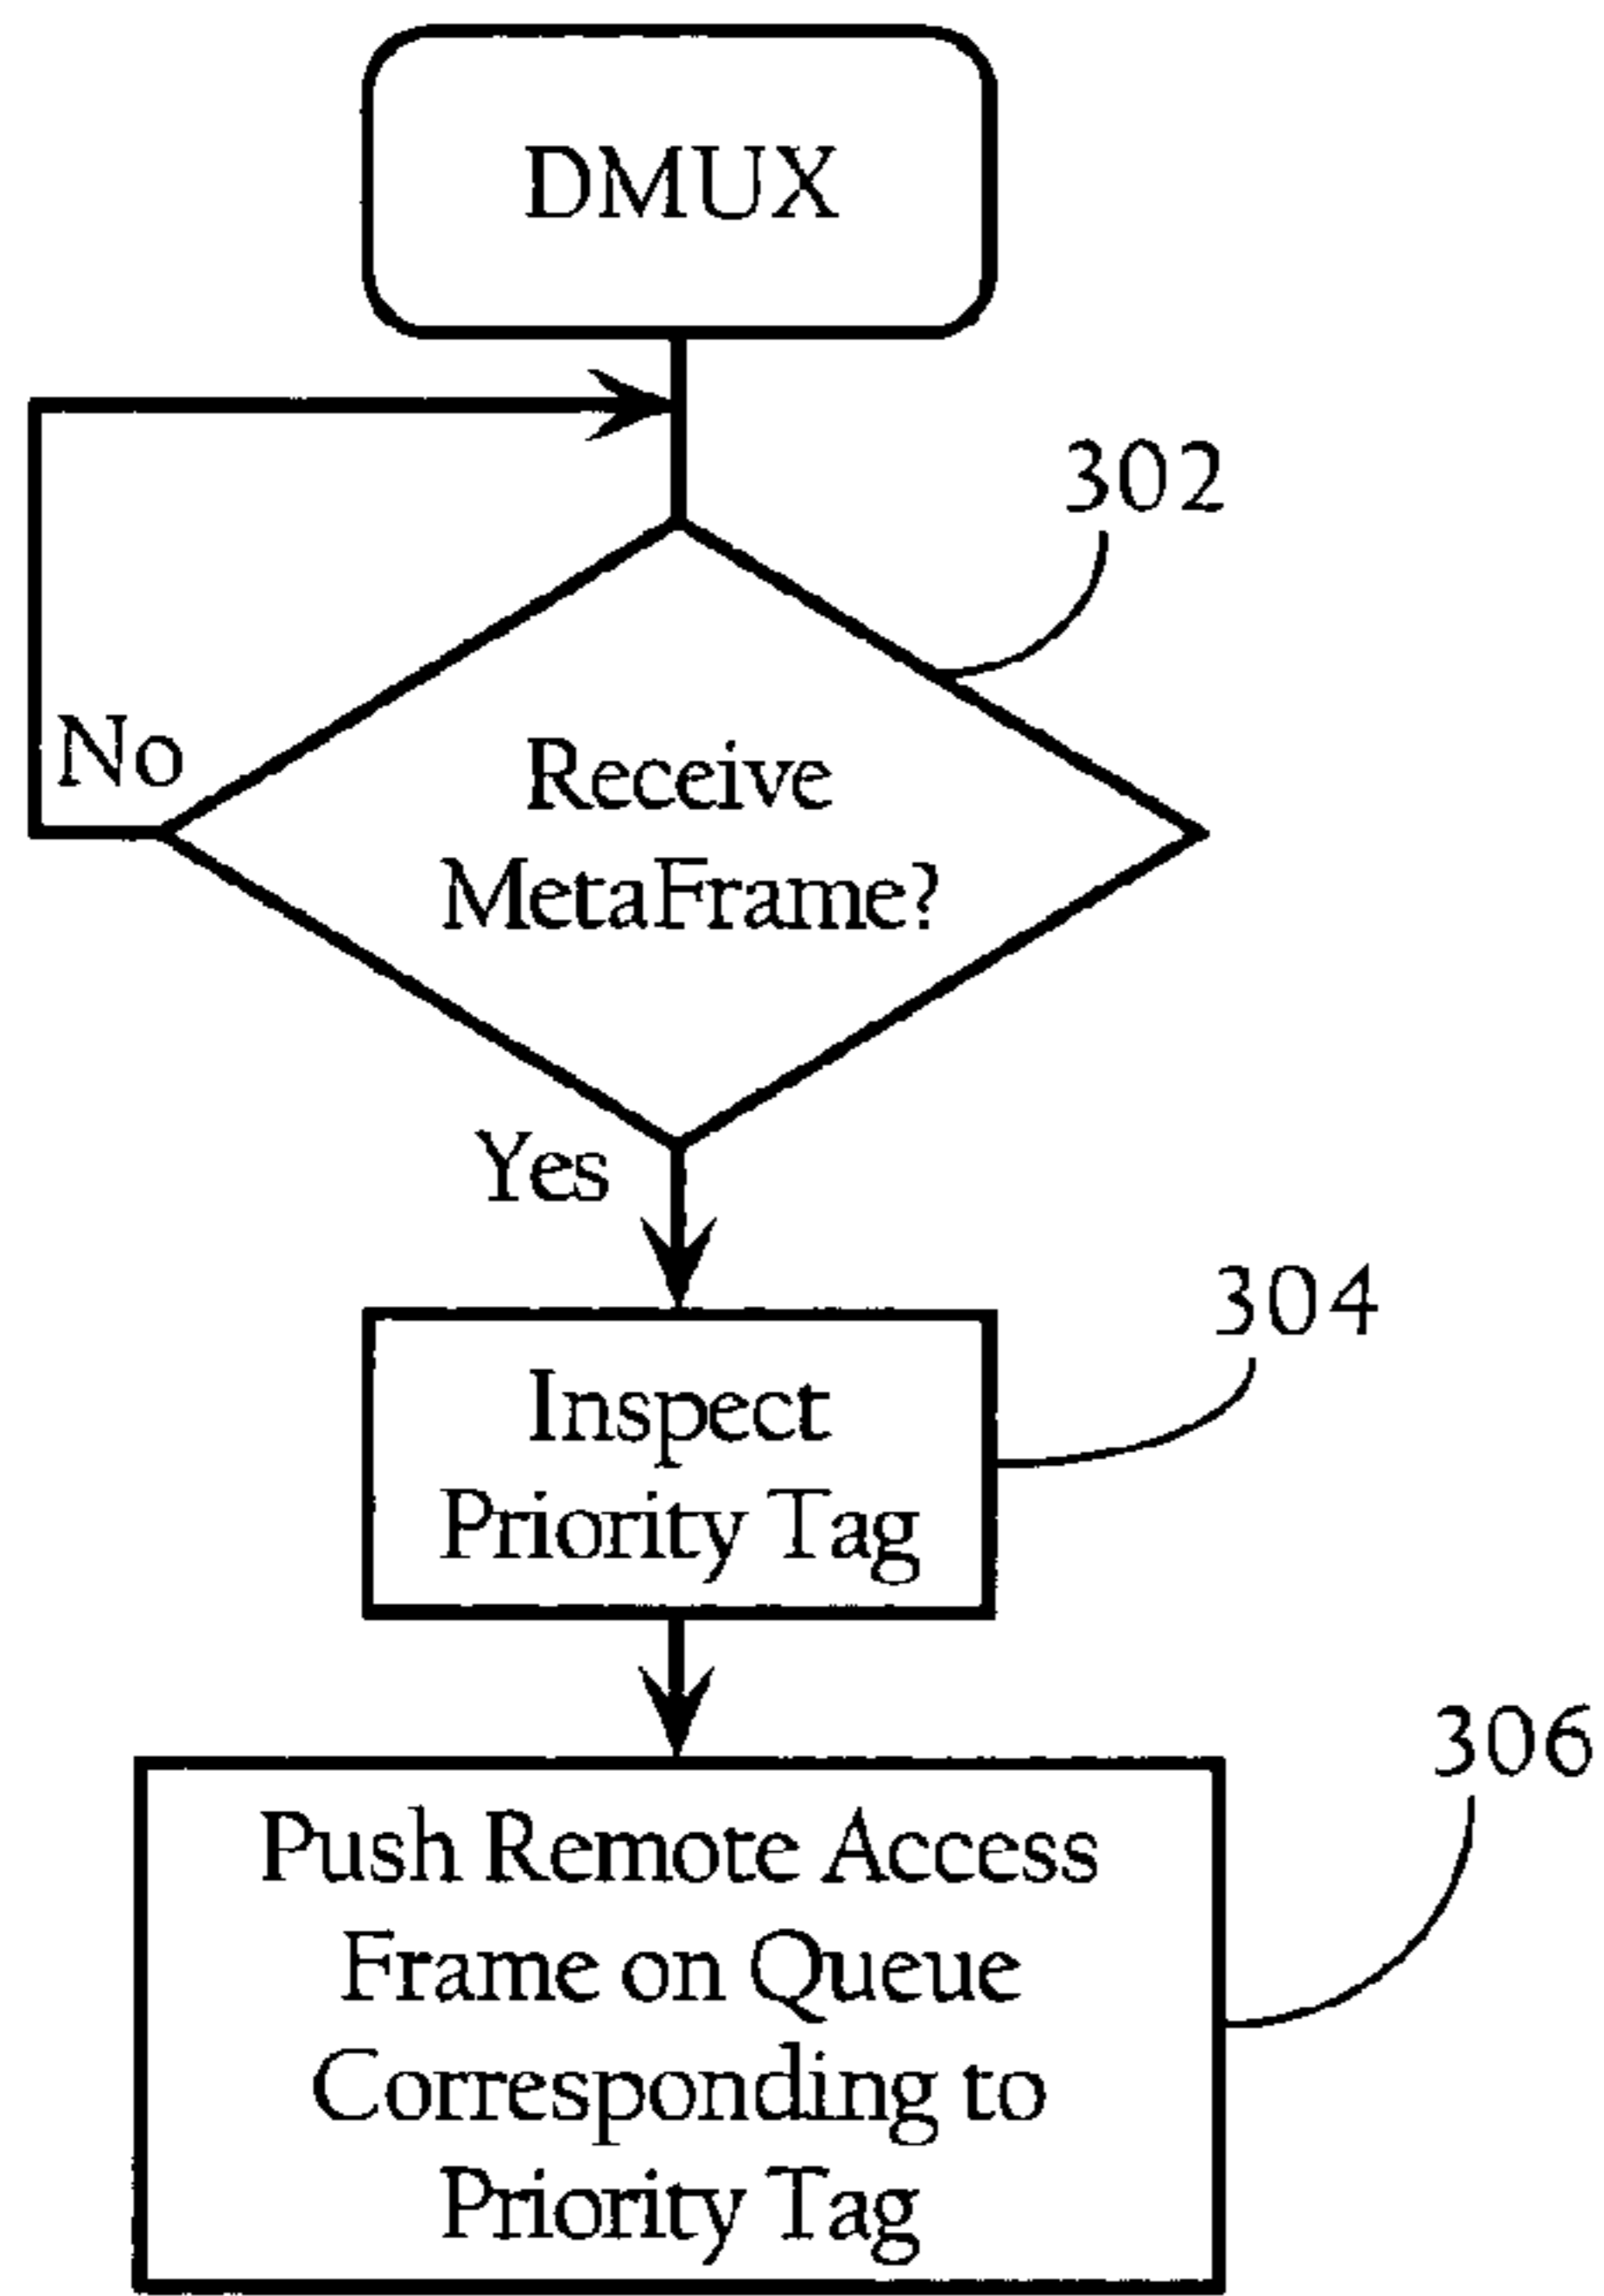 DMUX
302
No
Receive
MetaFrame?
Yes
304
Inspect
Priority Tag
306
Push Remote Access
Frame on Queue
Corresponding to
Priority Tag